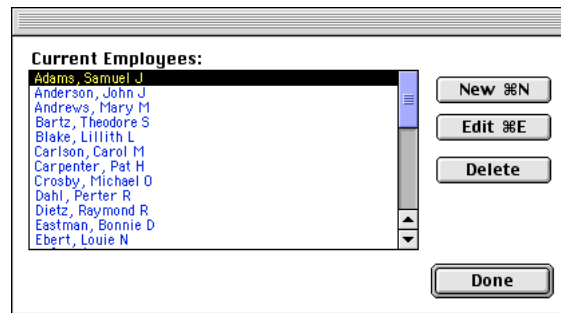 Current Employees:
Adams, Samuel J
Anderson, John J
Andrews, Mary M
Bartz, Theodore S
Blake, Lillith L
Carlson, Carol M
Carpenter, Pat H
Crosby, Michael O
Dahl, Perter R
Dietz, Raymond R
Eastman, Bonnie D
Ebert, Louie N
New ⌘N
Edit ⌘E
Delete
Done